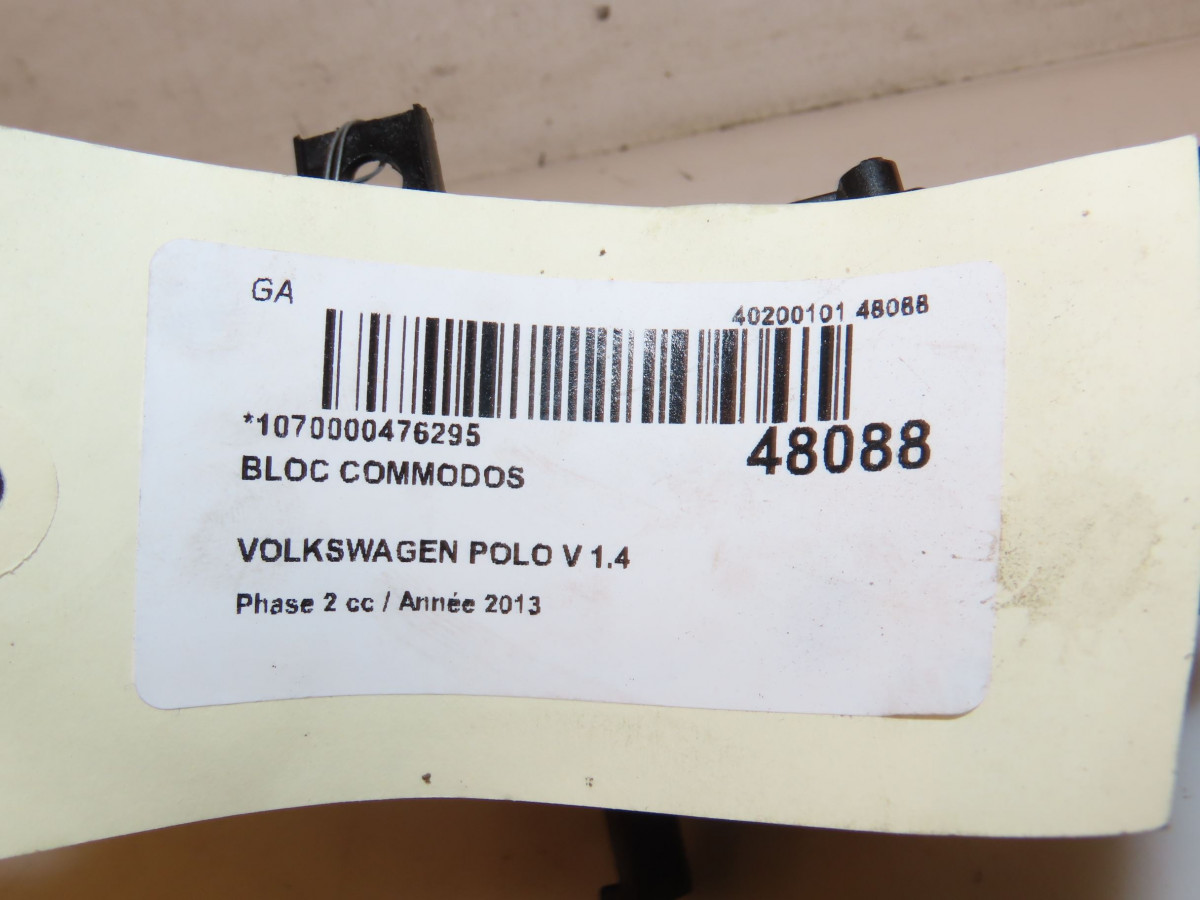 GA
40200101 48088
*1070000476295
48088
BLOC COMMODOS
VOLKSWAGEN POLO V 1.4
Phase 2 cc / Année 2013